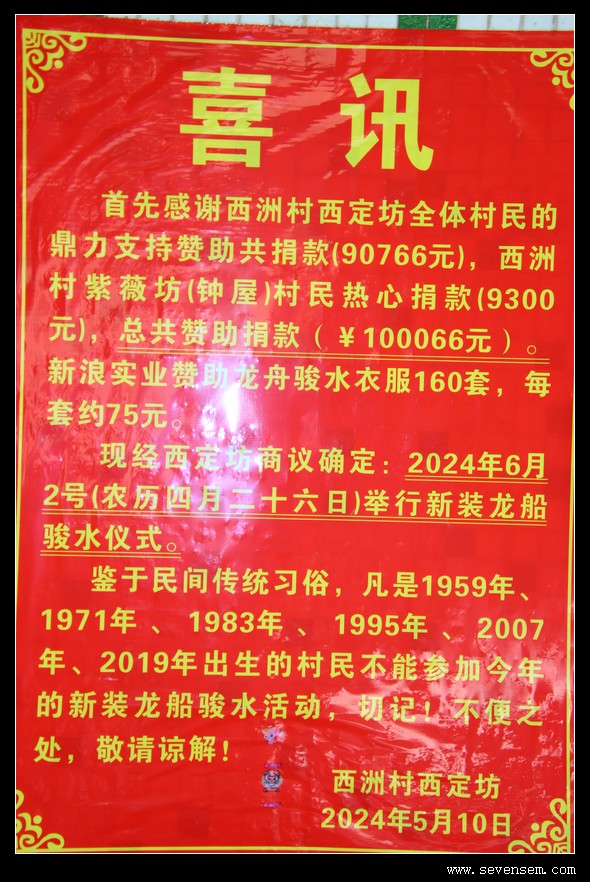 喜讯
首先感谢西洲村西定坊全体村民的
鼎力支持赞助共捐款(90766元)，西洲
村紫薇坊(钟屋)村民热心捐款(9300
元)，总共赞助捐款（￥100066元）。
新浪实业赞助龙舟骏水衣服160套，每
套约75元。
现经西定坊商议确定：2024年6月
2号(农历四月二十六日)举行新装龙船
骏水仪式。
鉴于民间传统习俗，凡是1959年、
1971年、1983年、1995年、2007
年、2019年出生的村民不能参加今年
的新装龙船骏水活动，切记！不便之
处，敬请谅解！
西洲村西定坊
2024年5月10日
www.sevensem.com